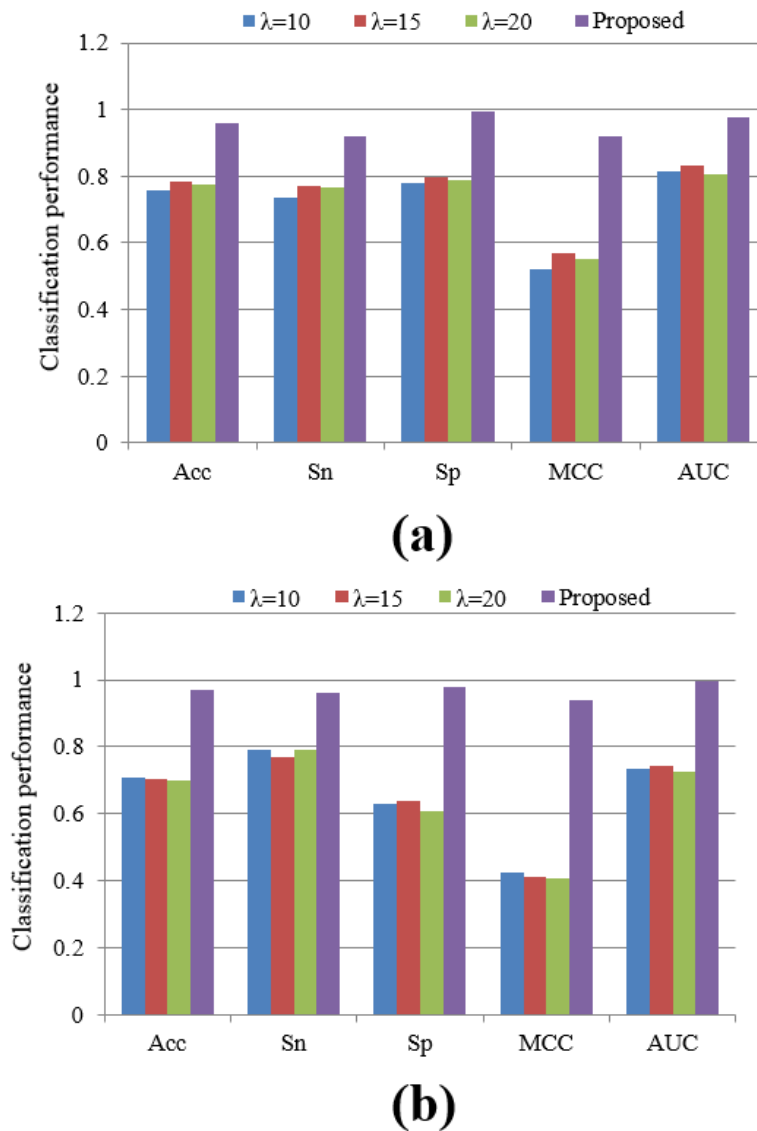 λ=10 λ=15 λ=20 Proposed
1.2
1
0.8
0.6
0.4
0.2
0
Classification performance
Acc Sn Sp MCC AUC
(a)
λ=10 λ=15 λ=20 Proposed
1.2
1
0.8
0.6
0.4
0.2
0
Classification performance
Acc Sn Sp MCC AUC
(b)